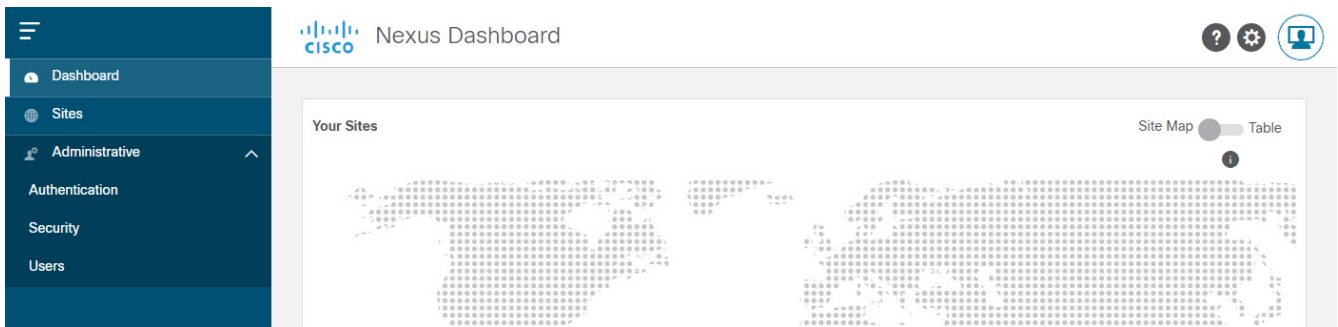 CISCO Nexus Dashboard
?
Dashboard
Sites
Administrative
Authentication
Security
Users
Your Sites
Site Map Table
i